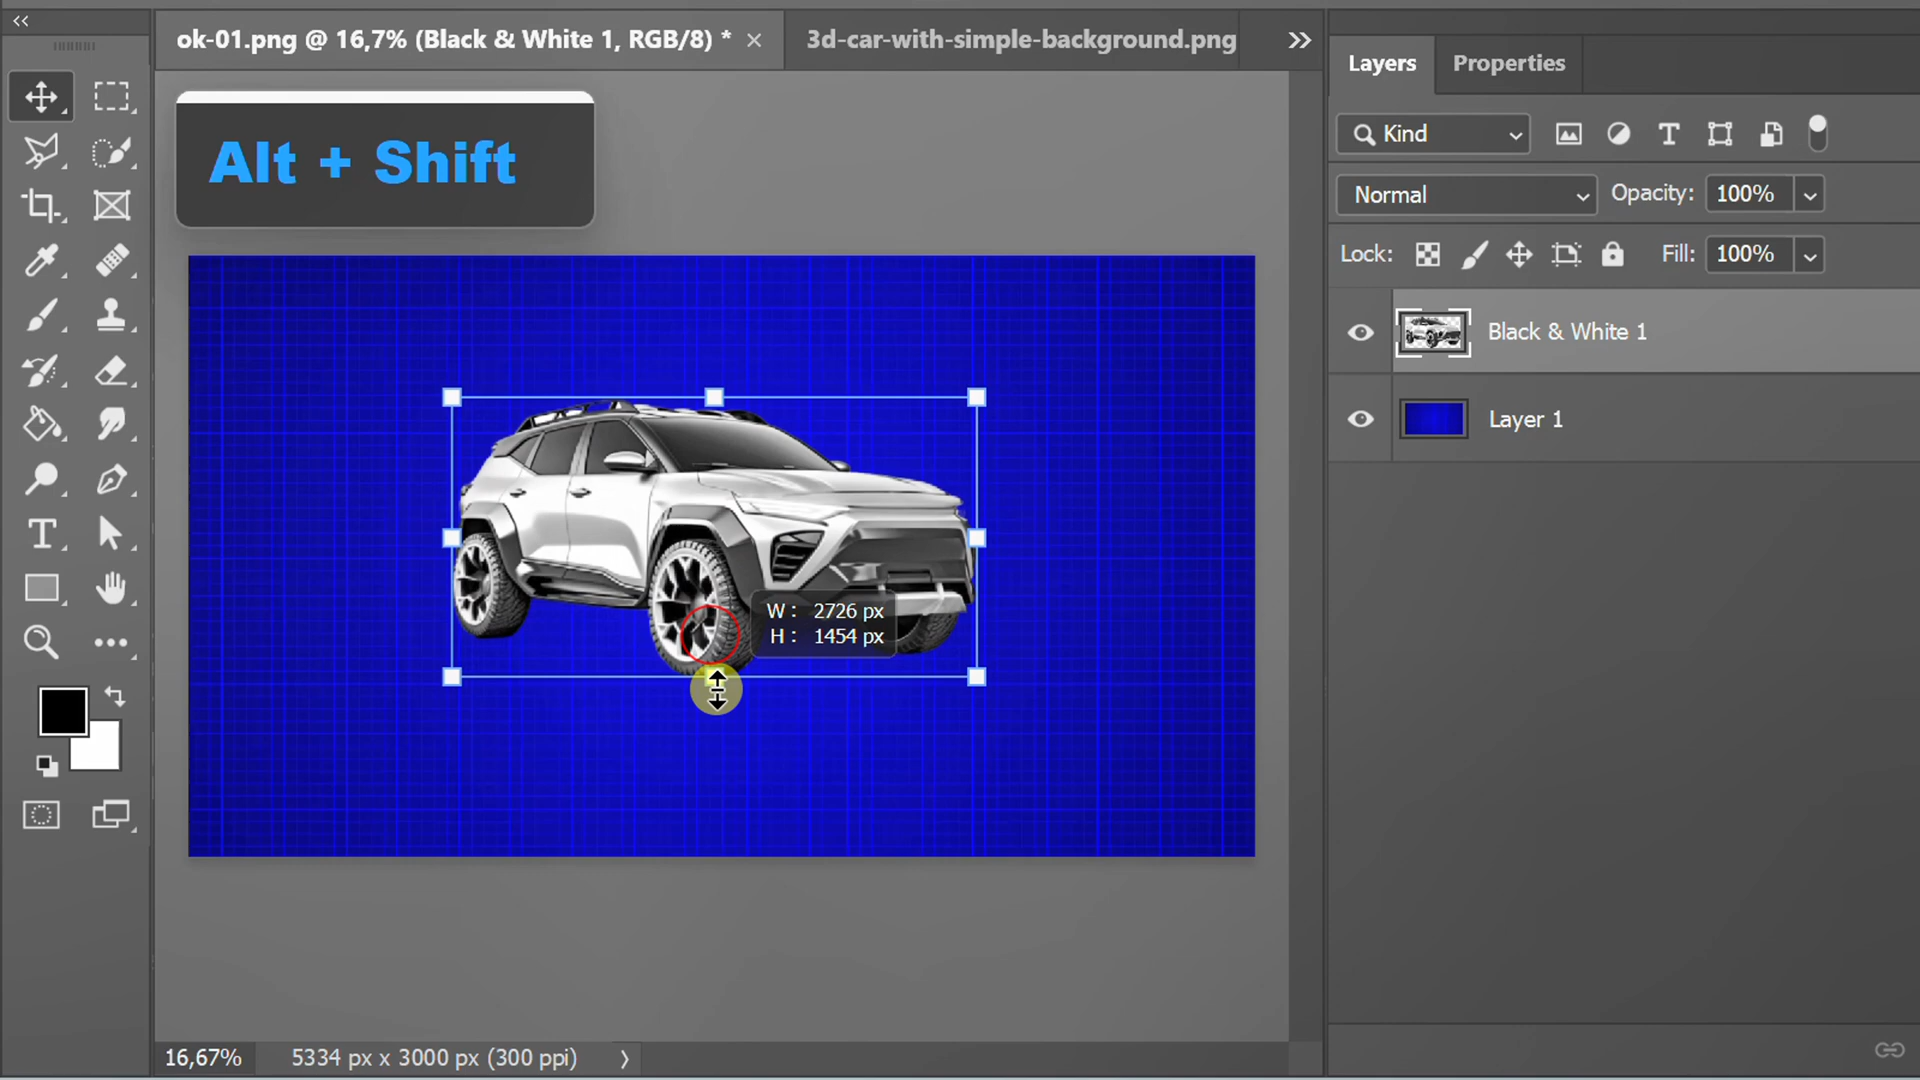 ok-01.png @ 16,7% (Black & White 1, RGB/8) *
3d-car-with-simple-background.png
Layers
Properties
Alt + Shift
Kind
Normal
Opacity: 100%
Lock:
Fill: 100%
Black & White 1
Layer 1
W : 2726 px
H : 1454 px
16,67%
5334 px x 3000 px (300 ppi)